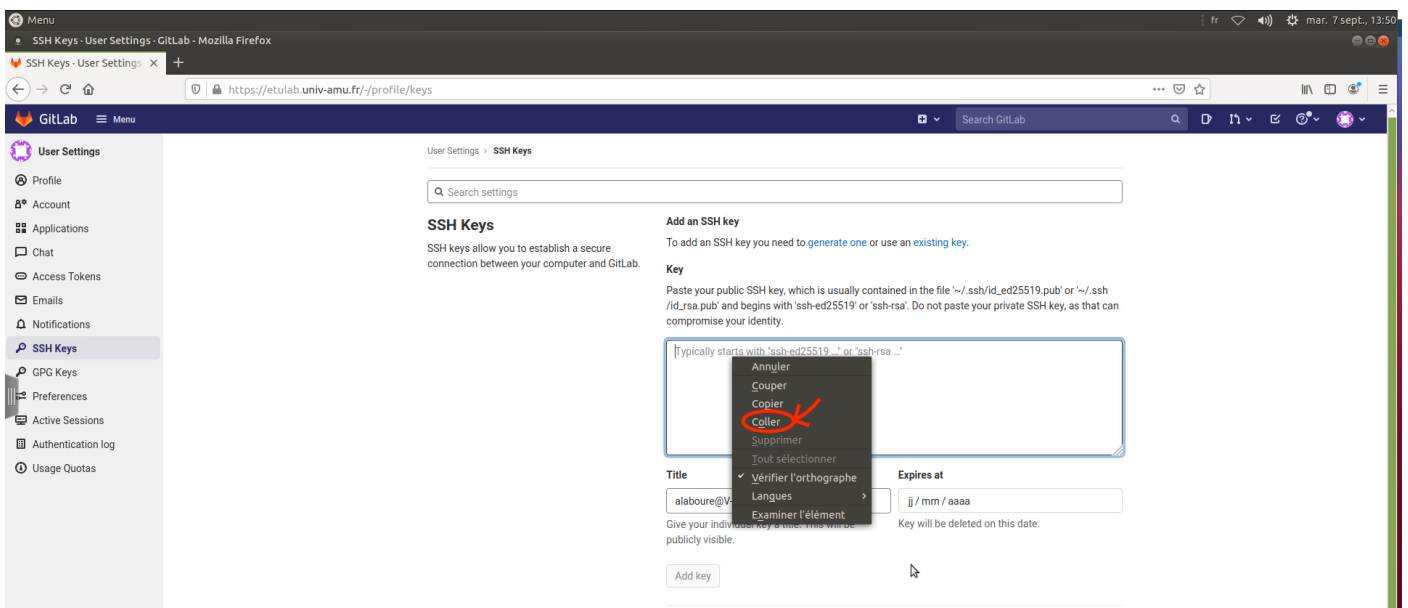 Menu
fr
mar. 7 sept., 13:50
SSH Keys · User Settings · GitLab - Mozilla Firefox
SSH Keys · User Settings
https://etulab.univ-amu.fr/-/profile/keys
GitLab
Menu
Search GitLab
User Settings
Profile
Account
Applications
Chat
Access Tokens
Emails
Notifications
SSH Keys
GPG Keys
Preferences
Active Sessions
Authentication log
Usage Quotas
User Settings > SSH Keys
Search settings
SSH Keys
SSH keys allow you to establish a secure
connection between your computer and GitLab.
Add an SSH key
To add an SSH key you need to generate one or use an existing key.
Key
Paste your public SSH key, which is usually contained in the file '~/.ssh/id_ed25519.pub' or '~/.ssh
/id_rsa.pub' and begins with 'ssh-ed25519' or 'ssh-rsa'. Do not paste your private SSH key, as that can
compromise your identity.
Typically starts with "ssh-ed25519 …" or "ssh-rsa …"
Annuler
Couper
Copier
Coller
Supprimer
Tout sélectionner
Vérifier l'orthographe
Langues
Examiner l'élément
Title
alaboure@V-
Give your individual key a title. This will be
publicly visible.
Expires at
jj / mm / aaaa
Key will be deleted on this date.
Add key